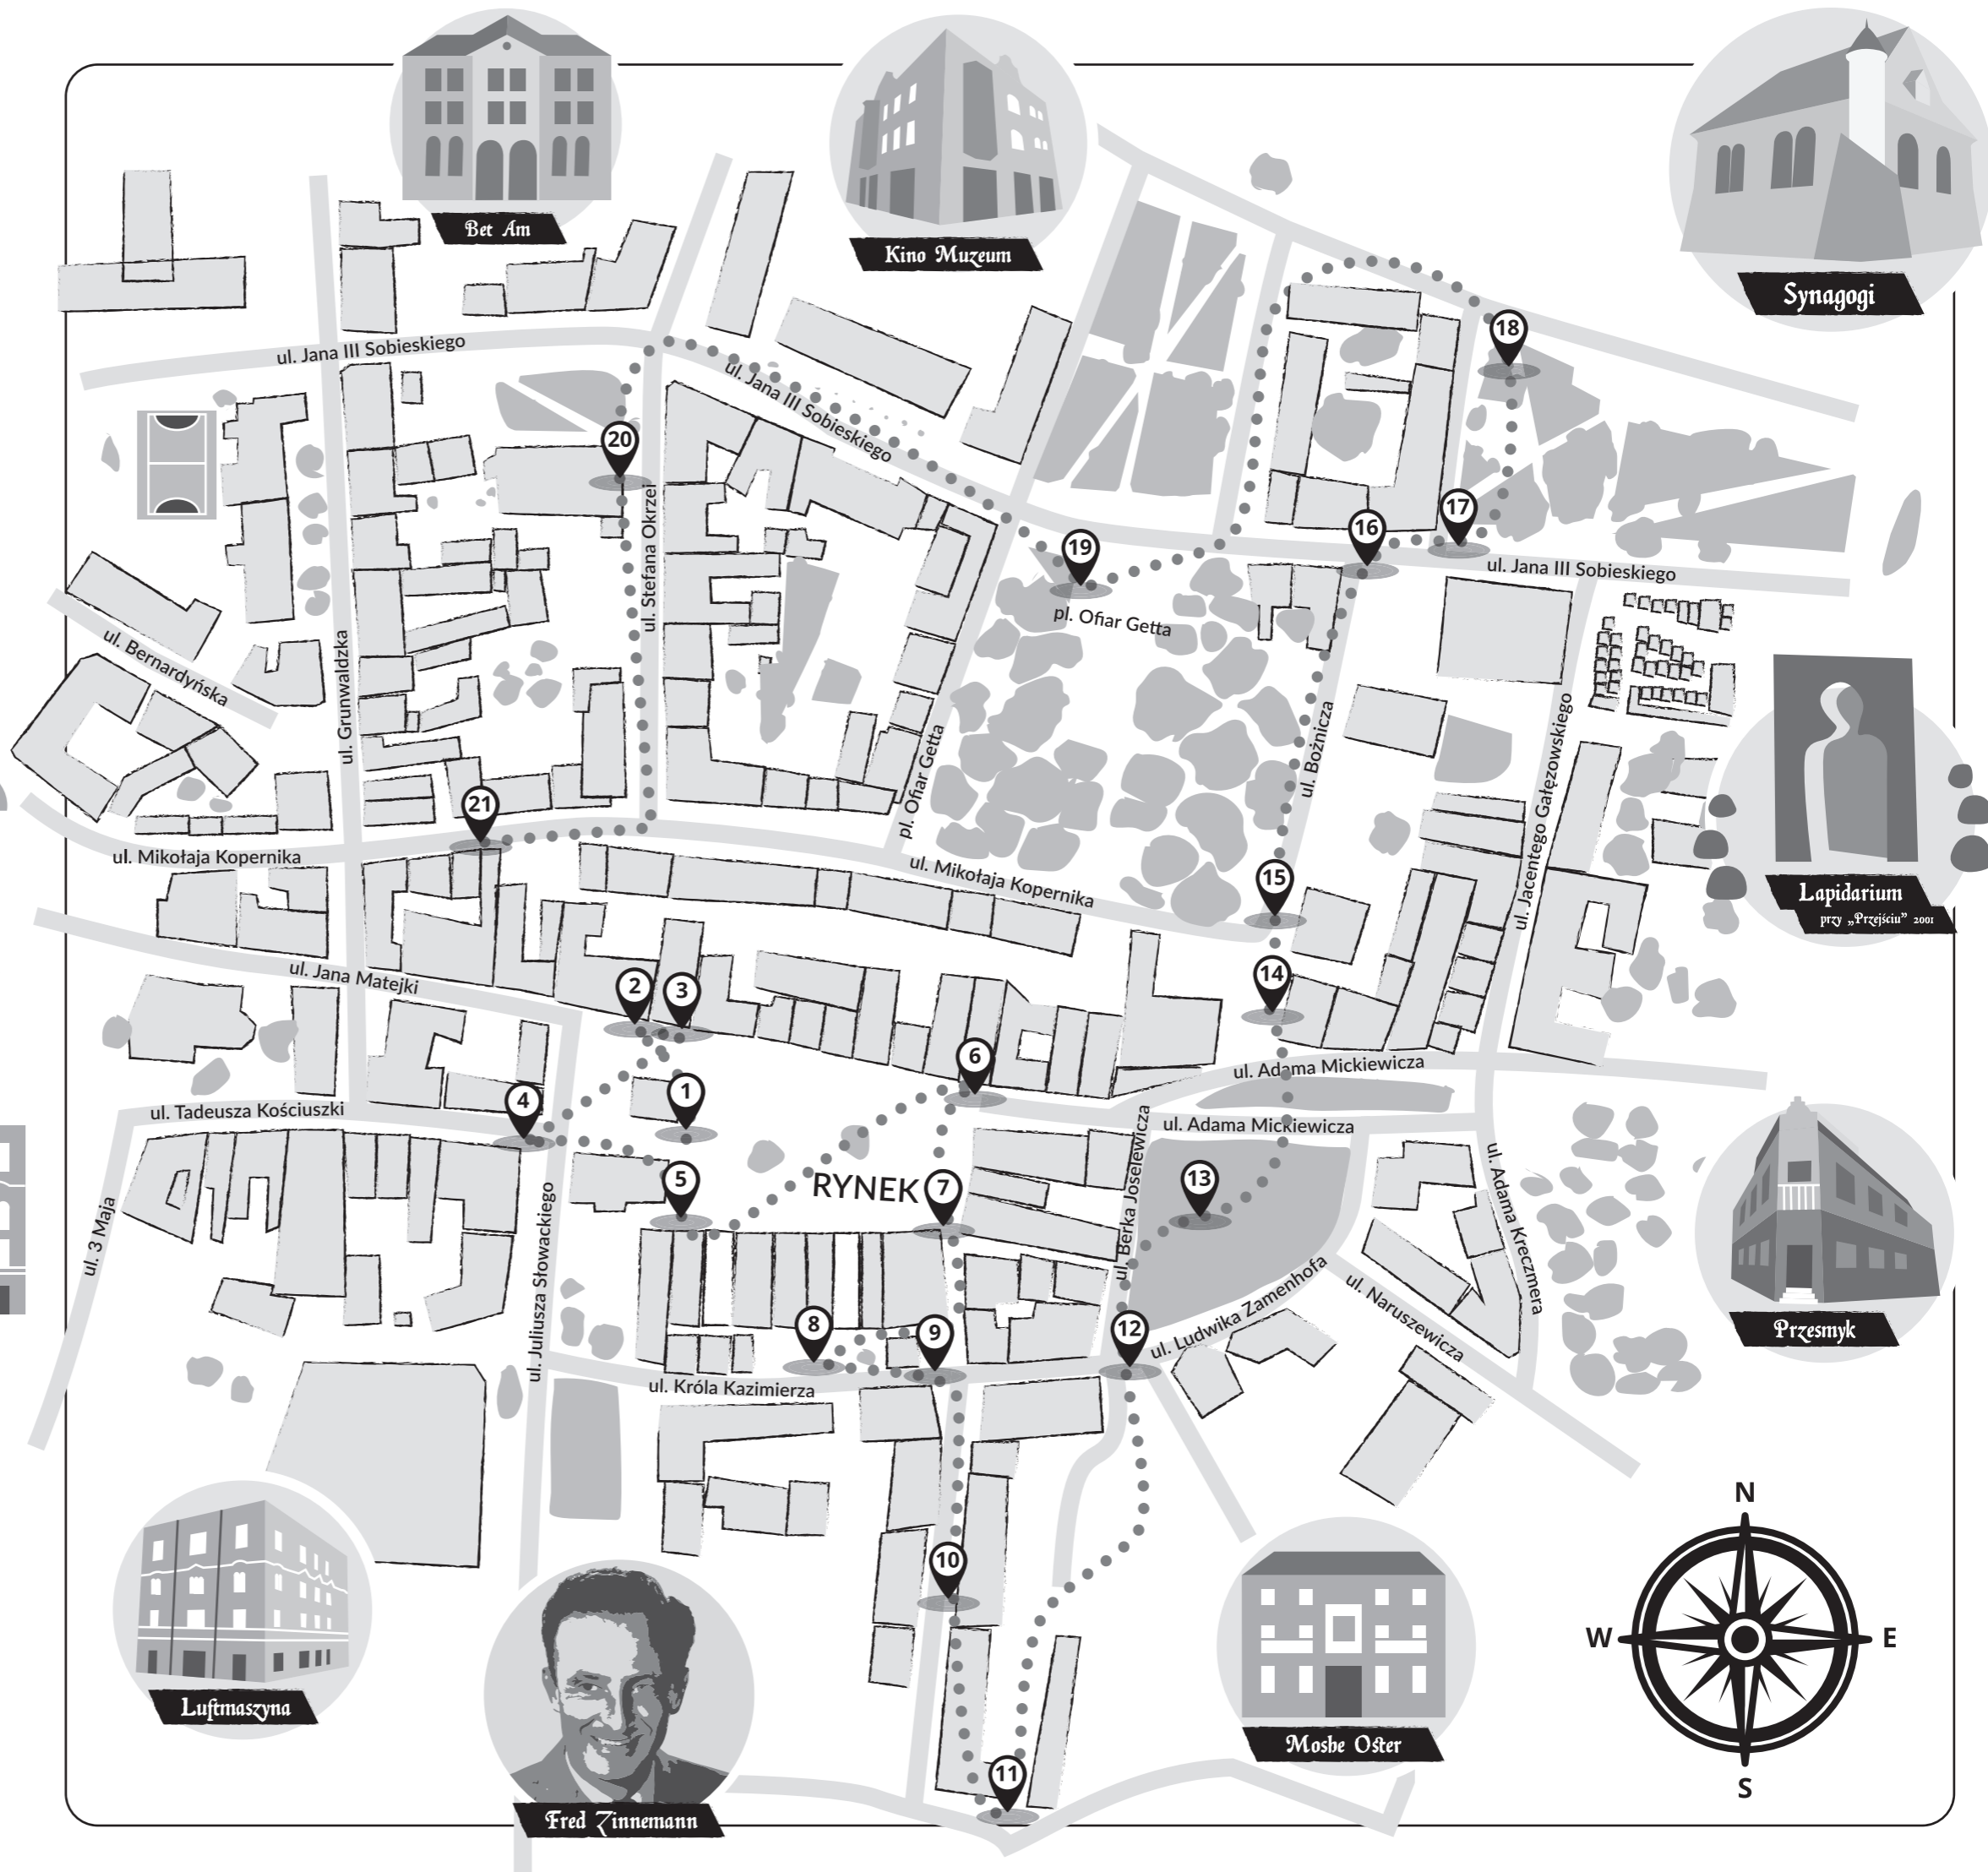 Bet Am
Kino Muzeum
Synagogi
ul. Jana III Sobieskiego
18
ul. Jana III Sobieskiego
20
17
16
ul. Stefana Okrzei
19
ul. Jana III Sobieskiego
pl. Ofiar Getta
ul. Bernardyńska
ul. Grunwaldzka
pl. Ofiar Getta
ul. Bożnicza
ul. Jacentego Gałęzowskiego
21
ul. Mikołaja Kopernika
ul. Mikołaja Kopernika
15
Lapidarium
przy „Przejściu” 2001
ul. Jana Matejki
2
3
14
6
ul. Adama Mickiewicza
1
4
ul. Tadeusza Kościuszki
ul. Adama Mickiewicza
ul. Berka Joselewicza
5
RYNEK
7
13
ul. 3 Maja
ul. Juliusza Słowackiego
ul. Adama Kreczmera
8
9
12
ul. Ludwika Zamenhofa
ul. Naruszewicza
Przesmyk
ul. Króla Kazimierza
N
10
W
E
Luftmaszyna
Moshe Oster
S
11
Fred Zinnemann